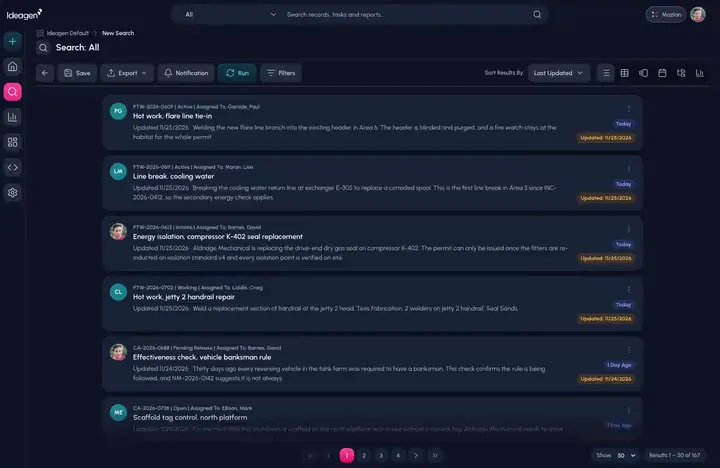 Ideagen
All
Search records, tasks and reports...
Mazlan
Ideagen Default > New Search
Search: All
Save
Export
Notification
Run
Filters
Sort Results By:
Last Updated
PG
PTW-2026-0609 | Active | Assigned To: Garside, Paul
Hot work, flare line tie-in
Updated 11/25/2026 · Welding the new flare line branch into the existing header in Area 6. The header is blinded and purged, and a fire watch stays at the
habitat for the whole permit
Today
Updated: 11/25/2026
LM
PTW-2026-0611 | Active | Assigned To: Moran, Lisa
Line break, cooling water
Updated 11/25/2026 · Breaking the cooling water return line at exchanger E-305 to replace a corroded spool. This is the first line break in Area 3 since INC-
2026-0412, so the secondary energy check applies.
Today
Updated: 11/25/2026
PTW-2026-0612 | Initiate | Assigned To: Barnes, David
Energy isolation, compressor K-402 seal replacement
Updated 11/25/2026 · Aldridge Mechanical is replacing the drive-end dry gas seal on compressor K-402. The permit can only be issued once the fitters are re-
inducted on isolation standard v4 and every isolation point is verified on site.
Today
Updated: 11/25/2026
CL
PTW-2026-0702 | Working | Assigned To: Liddle, Craig
Hot work, jetty 2 handrail repair
Updated 11/25/2026 · Weld a replacement section of handrail at the jetty 2 head. Tees Fabrication, 2 welders on jetty 2 handrail. Seal Sands
Today
Updated: 11/25/2026
CA-2026-0688 | Pending Release | Assigned To: Barnes, David
Effectiveness check, vehicle banksman rule
Updated 11/24/2026 · Thirty days ago every reversing vehicle in the tank farm was required to have a banksman. This check confirms the rule is being
followed, and NM-2026-0142 suggests it is not always
1 Day Ago
Updated: 11/24/2026
ME
CA-2026-0718 | Open | Assigned To: Ellison, Mark
Scaffold tag control, north platform
1 Day Ago
1
2
3
4
Show
50
Results 1 – 50 of 167